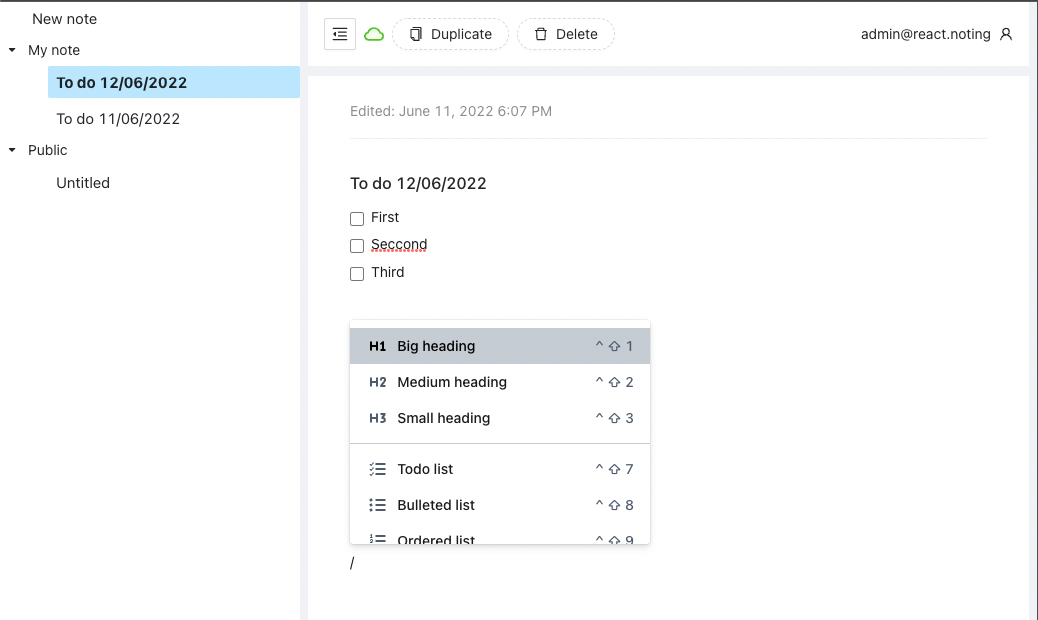 New note
My note
To do 12/06/2022
To do 11/06/2022
Public
Untitled
Duplicate
Delete
admin@react.noting
Edited: June 11, 2022 6:07 PM
To do 12/06/2022
First
Seccond
Third
H1 Big heading ^ ⇧ 1
H2 Medium heading ^ ⇧ 2
H3 Small heading ^ ⇧ 3
Todo list ^ ⇧ 7
Bulleted list ^ ⇧ 8
Ordered list ^ ⇧ 9
/